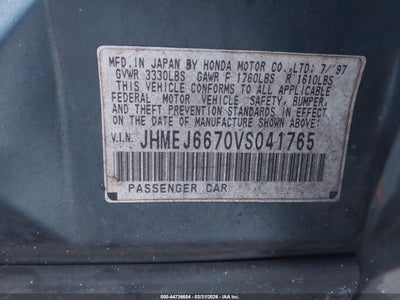 MFD. IN JAPAN BY HONDA MOTOR CO.,LTD; 7/'97
GVWR 3330LBS GAWR F 1760LBS R 1610LBS
THIS VEHICLE CONFORMS TO ALL APPLICABLE
FEDERAL MOTOR VEHICLE SAFETY, BUMPER,
AND THEFT PREVENTION STANDARDS IN EFFECT
ON THE DATE OF MANUFACTURE SHOWN ABOVE.
V.I.N. JHMEJ6670VS041765
PASSENGER CAR
000-44736684 - 03/31/2026 - IAA Inc.